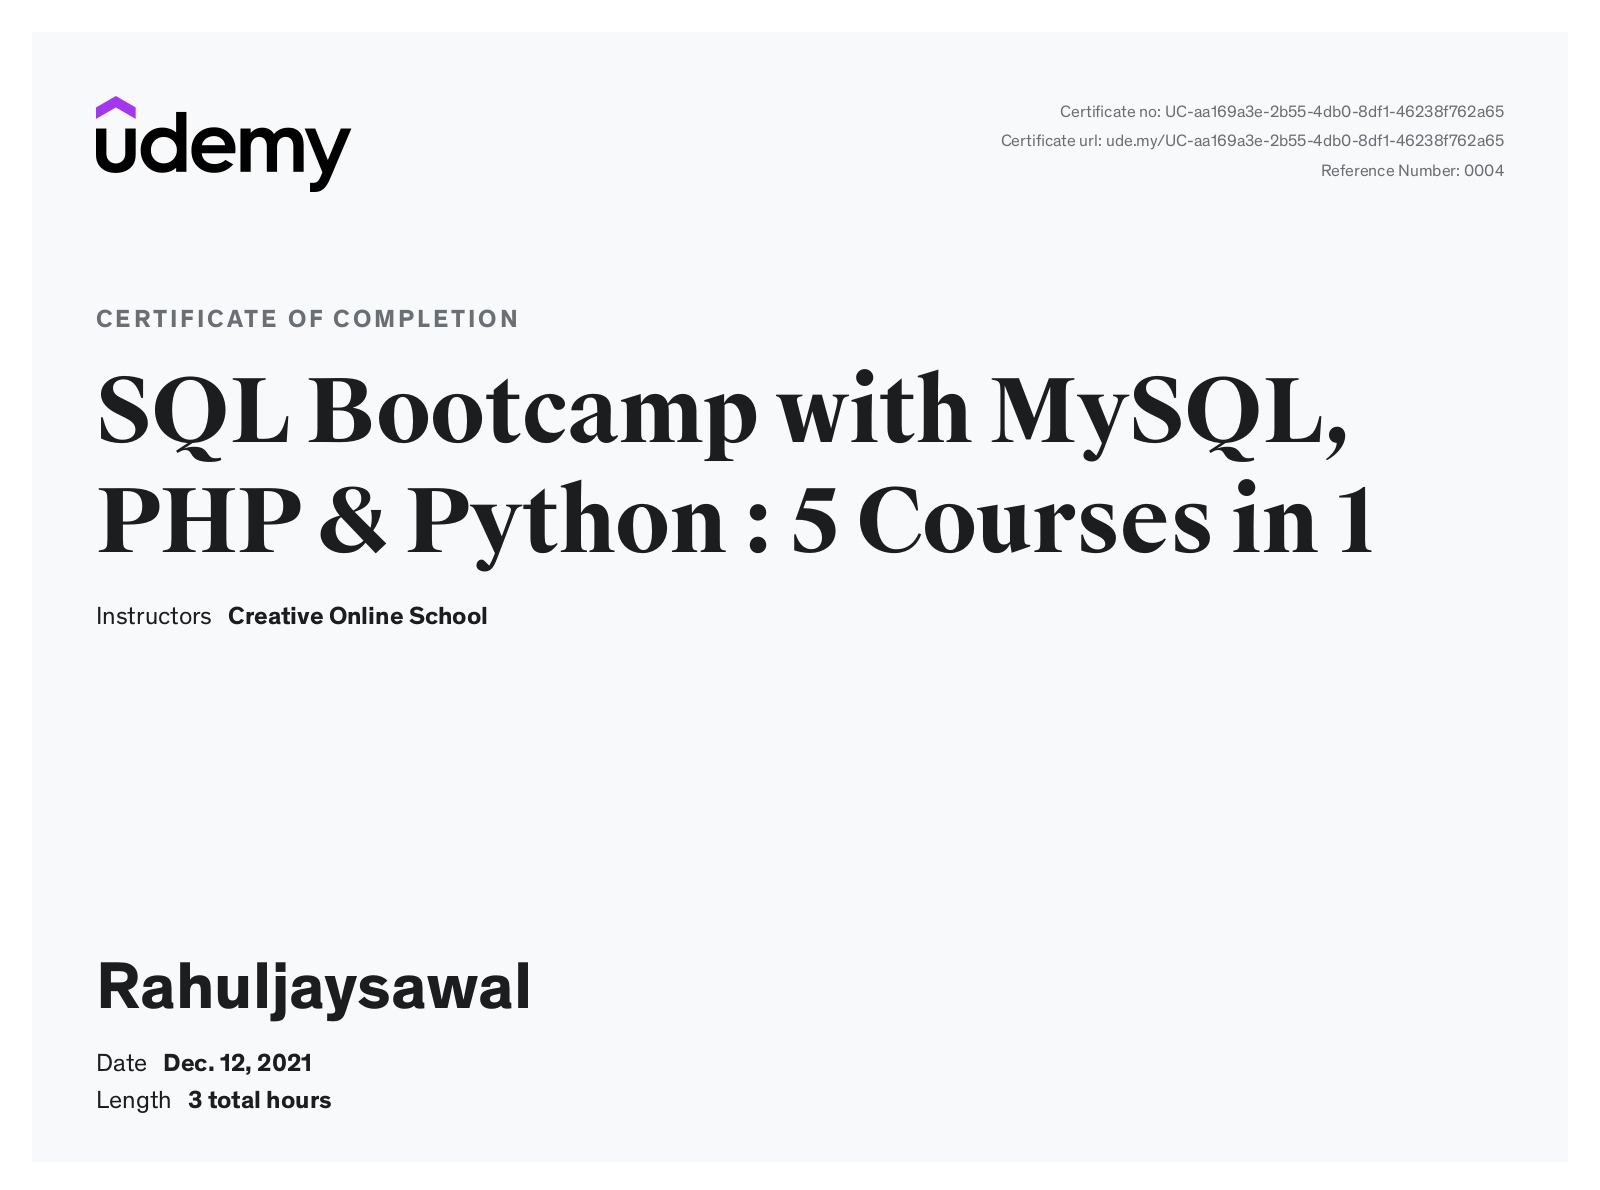 udemy
Certificate no: UC-aa169a3e-2b55-4db0-8df1-46238f762a65
Certificate url: ude.my/UC-aa169a3e-2b55-4db0-8df1-46238f762a65
Reference Number: 0004
CERTIFICATE OF COMPLETION
SQL Bootcamp with MySQL,
PHP & Python : 5 Courses in 1
Instructors Creative Online School
Rahuljaysawal
Date Dec. 12, 2021
Length 3 total hours